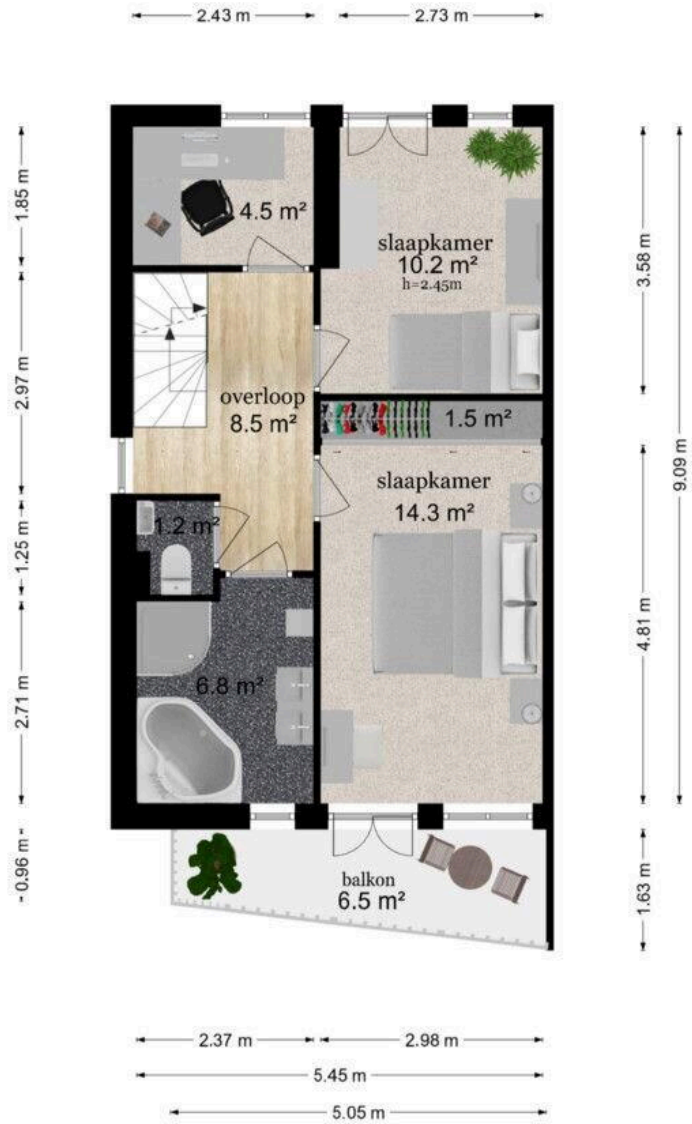 2.43 m
2.73 m
1.85 m
2.97 m
1.25 m
2.71 m
0.96 m
4.5 m²
slaapkamer
10.2 m²
h=2.45m
overloop
8.5 m²
1.5 m²
slaapkamer
14.3 m²
1.2 m²
6.8 m²
balkon
6.5 m²
3.58 m
4.81 m
1.63 m
9.09 m
2.37 m
2.98 m
5.45 m
5.05 m